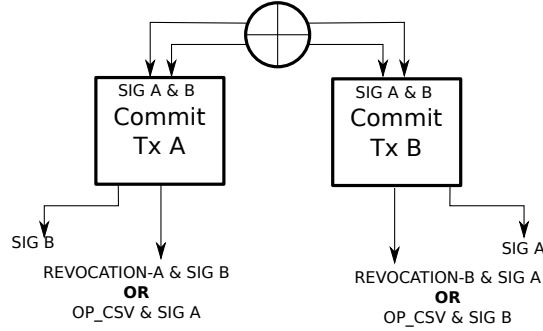 SIG A & B
Commit
Tx A
SIG A & B
Commit
Tx B
SIG B
REVOCATION-A & SIG B
OR
OP_CSV & SIG A
SIG A
REVOCATION-B & SIG A
OR
OP_CSV & SIG B